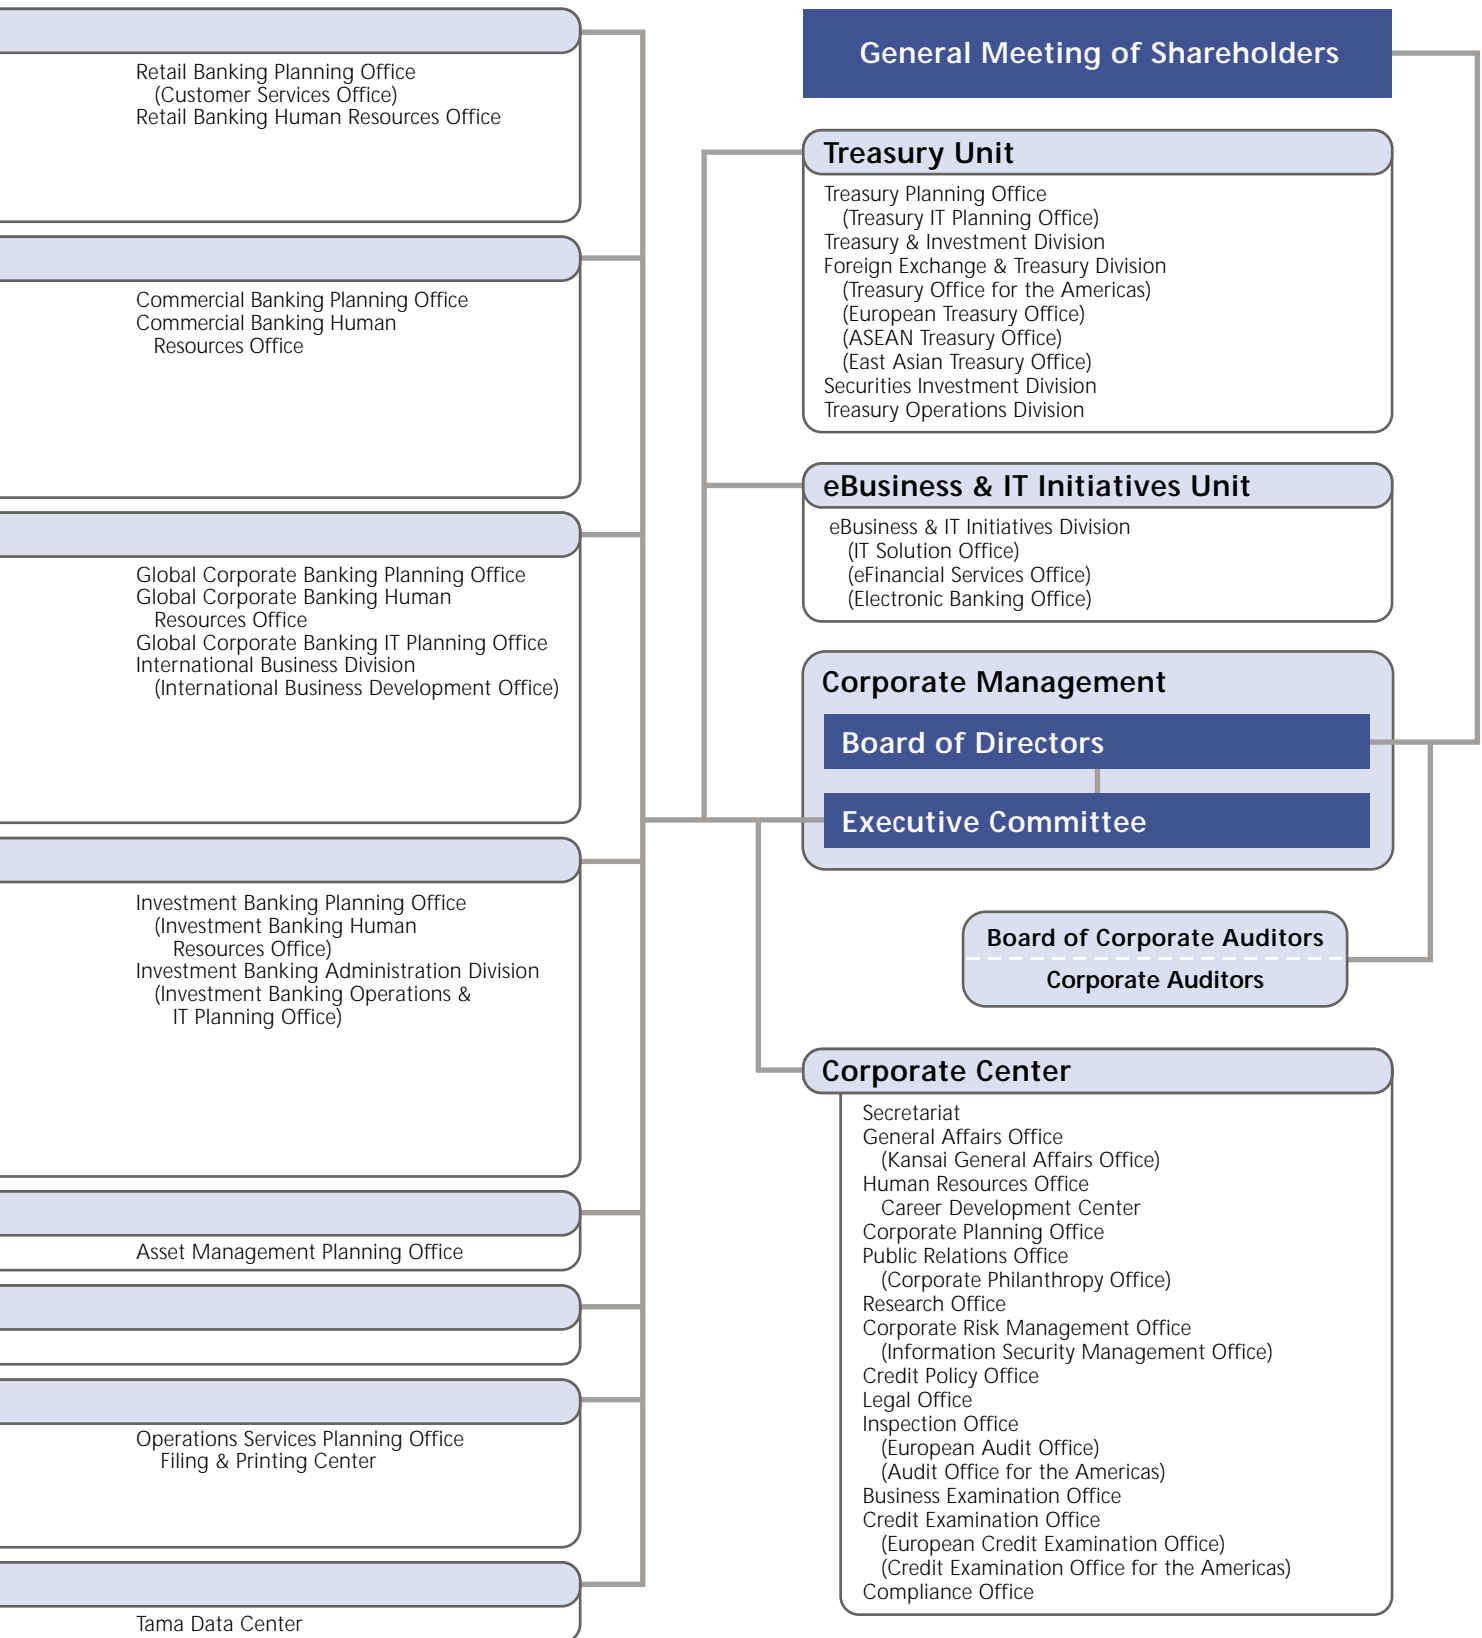 Retail Banking Planning Office
(Customer Services Office)
Retail Banking Human Resources Office
Commercial Banking Planning Office
Commercial Banking Human
Resources Office
Global Corporate Banking Planning Office
Global Corporate Banking Human
Resources Office
Global Corporate Banking IT Planning Office
International Business Division
(International Business Development Office)
Investment Banking Planning Office
(Investment Banking Human
Resources Office)
Investment Banking Administration Division
(Investment Banking Operations &
IT Planning Office)
Asset Management Planning Office
Operations Services Planning Office
Filing & Printing Center
Tama Data Center
General Meeting of Shareholders
Treasury Unit
Treasury Planning Office
(Treasury IT Planning Office)
Treasury & Investment Division
Foreign Exchange & Treasury Division
(Treasury Office for the Americas)
(European Treasury Office)
(ASEAN Treasury Office)
(East Asian Treasury Office)
Securities Investment Division
Treasury Operations Division
eBusiness & IT Initiatives Unit
eBusiness & IT Initiatives Division
(IT Solution Office)
(eFinancial Services Office)
(Electronic Banking Office)
Corporate Management
Board of Directors
Executive Committee
Board of Corporate Auditors
Corporate Auditors
Corporate Center
Secretariat
General Affairs Office
(Kansai General Affairs Office)
Human Resources Office
Career Development Center
Corporate Planning Office
Public Relations Office
(Corporate Philanthropy Office)
Research Office
Corporate Risk Management Office
(Information Security Management Office)
Credit Policy Office
Legal Office
Inspection Office
(European Audit Office)
(Audit Office for the Americas)
Business Examination Office
Credit Examination Office
(European Credit Examination Office)
(Credit Examination Office for the Americas)
Compliance Office